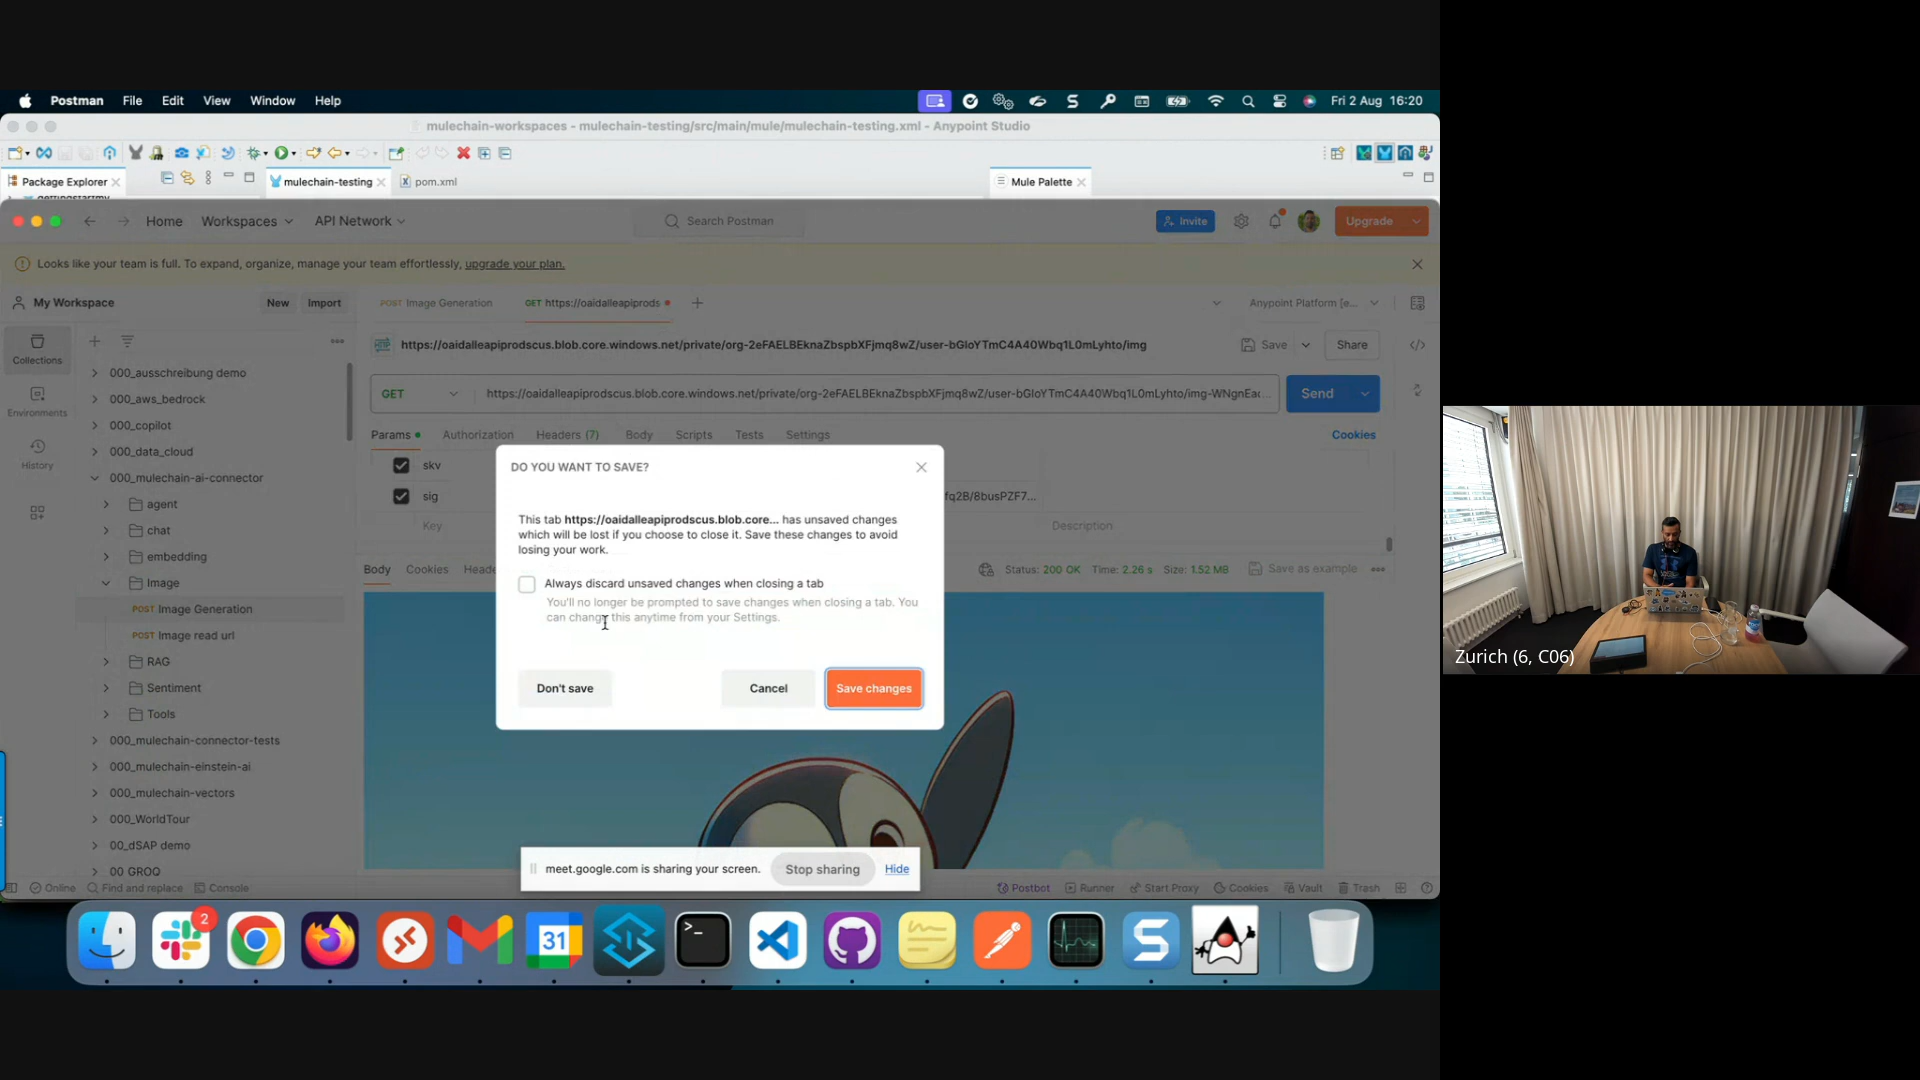 Postman File Edit View Window Help
Fri 2 Aug 16:20
mulechain-workspaces - mulechain-testing/src/main/mule/mulechain-testing.xml - Anypoint Studio
Package Explorer
mulechain-testing
pom.xml
Mule Palette
Home Workspaces API Network
Search Postman
Invite
Upgrade
Looks like your team is full. To expand, organize, manage your team effortlessly, upgrade your plan.
My Workspace
New Import
POST Image Generation
GET https://oaidalleapiprods
Anypoint Platform [e...
Collections
Environments
History
000_ausschreibung demo
000_aws_bedrock
000_copilot
000_data_cloud
000_mulechain-ai-connector
agent
chat
embedding
Image
POST Image Generation
POST Image read url
RAG
Sentiment
Tools
000_mulechain-connector-tests
000_mulechain-einstein-ai
000_mulechain-vectors
000_WorldTour
00_dSAP demo
00 GROQ
https://oaidalleapiprodscus.blob.core.windows.net/private/org-2eFAELBEknaZbspbXFjmq8wZ/user-bGloYTmC4A40Wbq1L0mLyhto/img
Save
Share
GET
https://oaidalleapiprodscus.blob.core.windows.net/private/org-2eFAELBEknaZbspbXFjmq8wZ/user-bGloYTmC4A40Wbq1L0mLyhto/img-WNgnEac...
Send
Params Authorization Headers (7) Body Scripts Tests Settings
Cookies
skv
sig
fq2B/8busPZF7...
Key
Description
Body Cookies Heade
Status: 200 OK Time: 2.26 s Size: 1.52 MB
Save as example
DO YOU WANT TO SAVE?
This tab https://oaidalleapiprodscus.blob.core... has unsaved changes
which will be lost if you choose to close it. Save these changes to avoid
losing your work.
Always discard unsaved changes when closing a tab
You'll no longer be prompted to save changes when closing a tab. You
can change this anytime from your Settings.
Don't save
Cancel
Save changes
meet.google.com is sharing your screen.
Stop sharing
Hide
Online Find and replace Console
Postbot Runner Start Proxy Cookies Vault Trash
2
31
Zurich (6, C06)